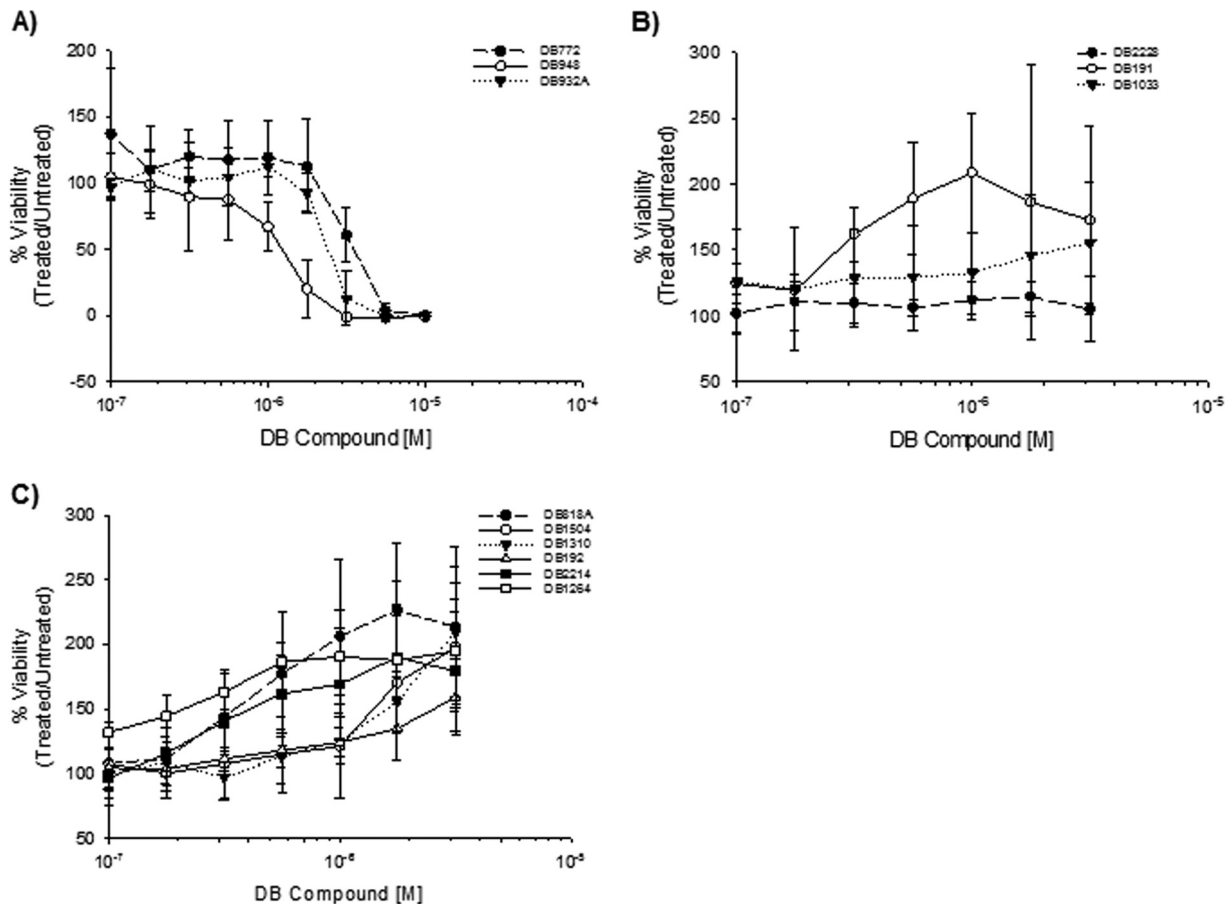 A)
200
150
100
50
0
-50
% Viability
(Treated/Untreated)
DB772
DB948
DB932A
10-7
10-6
10-5
10-4
DB Compound [M]
B)
300
250
200
150
100
50
% Viability
(Treated/Untreated)
DB2228
DB191
DB1033
10-7
10-6
10-5
DB Compound [M]
C)
300
250
200
150
100
50
% Viability
(Treated/Untreated)
DB818A
DB1504
DB1310
DB192
DB2214
DB1264
10-7
10-6
10-5
DB Compound [M]